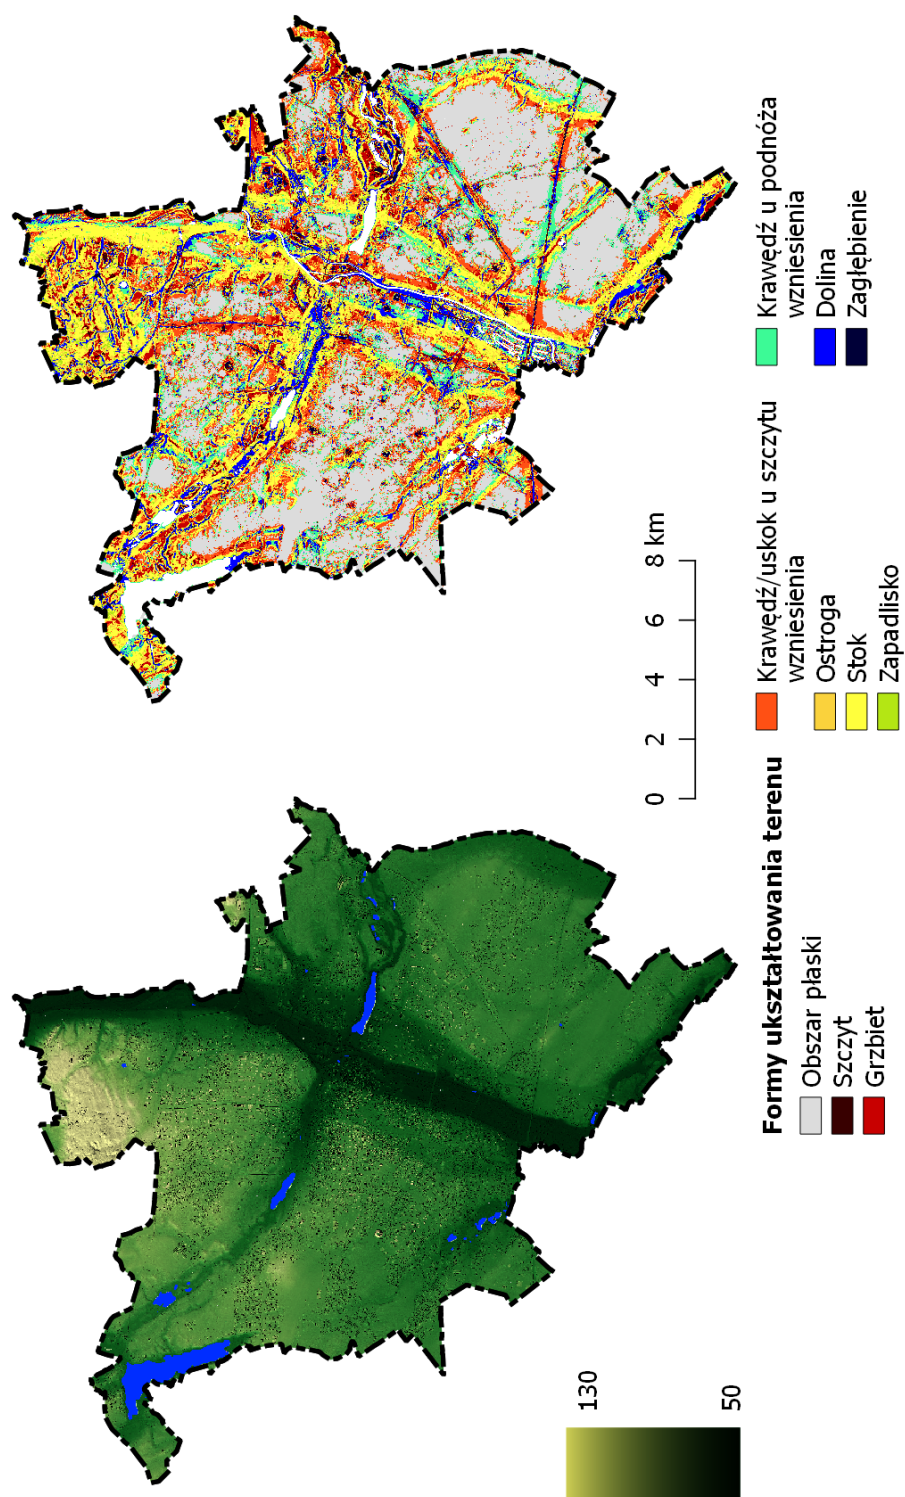 130
50
0 2 4 6 8 km
Formy ukształtowania terenu
Obszar płaski
Szczyt
Grzbiet
Krawędź/uskok u szczytu
wzniesienia
Ostroga
Stok
Zapadlisko
Krawędź u podnóża
wzniesienia
Dolina
Zagłębienie